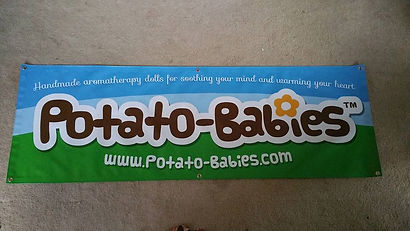 Handmade aromatherapy dolls for soothing your mind and warming your heart
Potato-Babies™
www.Potato-Babies.com